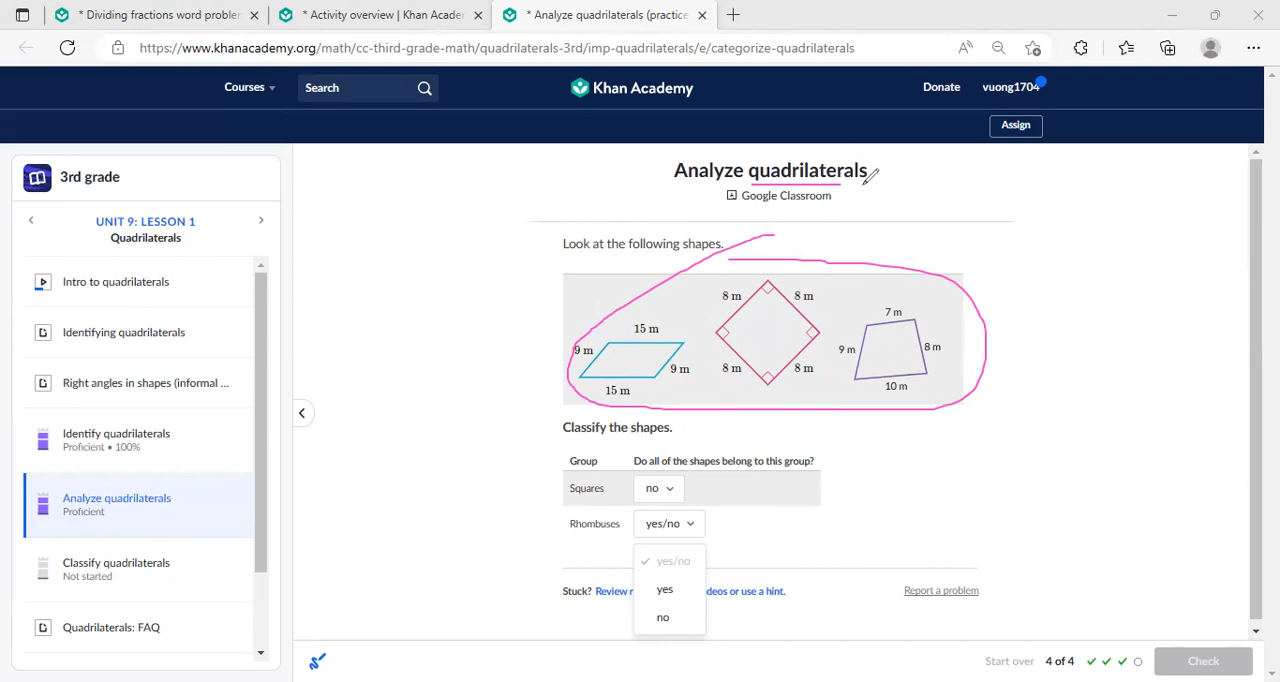 * Dividing fractions word problem
* Activity overview | Khan Academ
* Analyze quadrilaterals (practice
https://www.khanacademy.org/math/cc-third-grade-math/quadrilaterals-3rd/imp-quadrilaterals/e/categorize-quadrilaterals
Courses
Search
Khan Academy
Donate
vuong1704
Assign
3rd grade
UNIT 9: LESSON 1
Quadrilaterals
Intro to quadrilaterals
Identifying quadrilaterals
Right angles in shapes (informal ...
Identify quadrilaterals
Proficient • 100%
Analyze quadrilaterals
Proficient
Classify quadrilaterals
Not started
Quadrilaterals: FAQ
Analyze quadrilaterals
Google Classroom
Look at the following shapes.
15 m
9 m
9 m
15 m
8 m
8 m
8 m
8 m
7 m
9 m
8 m
10 m
Classify the shapes.
Group Do all of the shapes belong to this group?
Squares no
Rhombuses yes/no
yes/no
yes
no
Stuck? Review deos or use a hint.
Report a problem
Start over 4 of 4 Check